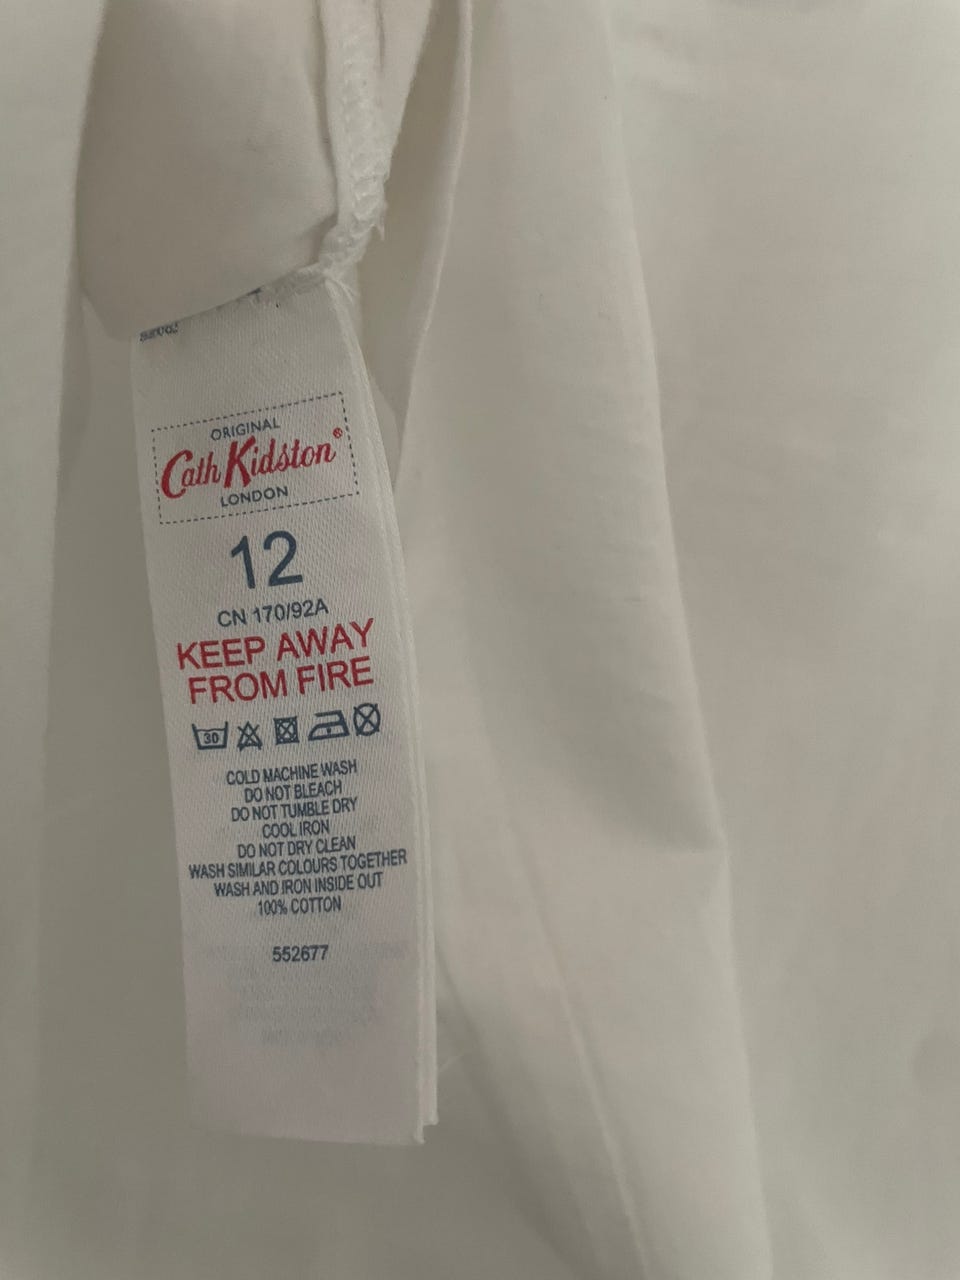 ORIGINAL
Cath Kidston®
LONDON
12
CN 170/92A
KEEP AWAY
FROM FIRE
30
COLD MACHINE WASH
DO NOT BLEACH
DO NOT TUMBLE DRY
COOL IRON
DO NOT DRY CLEAN
WASH SIMILAR COLOURS TOGETHER
WASH AND IRON INSIDE OUT
100% COTTON
552677